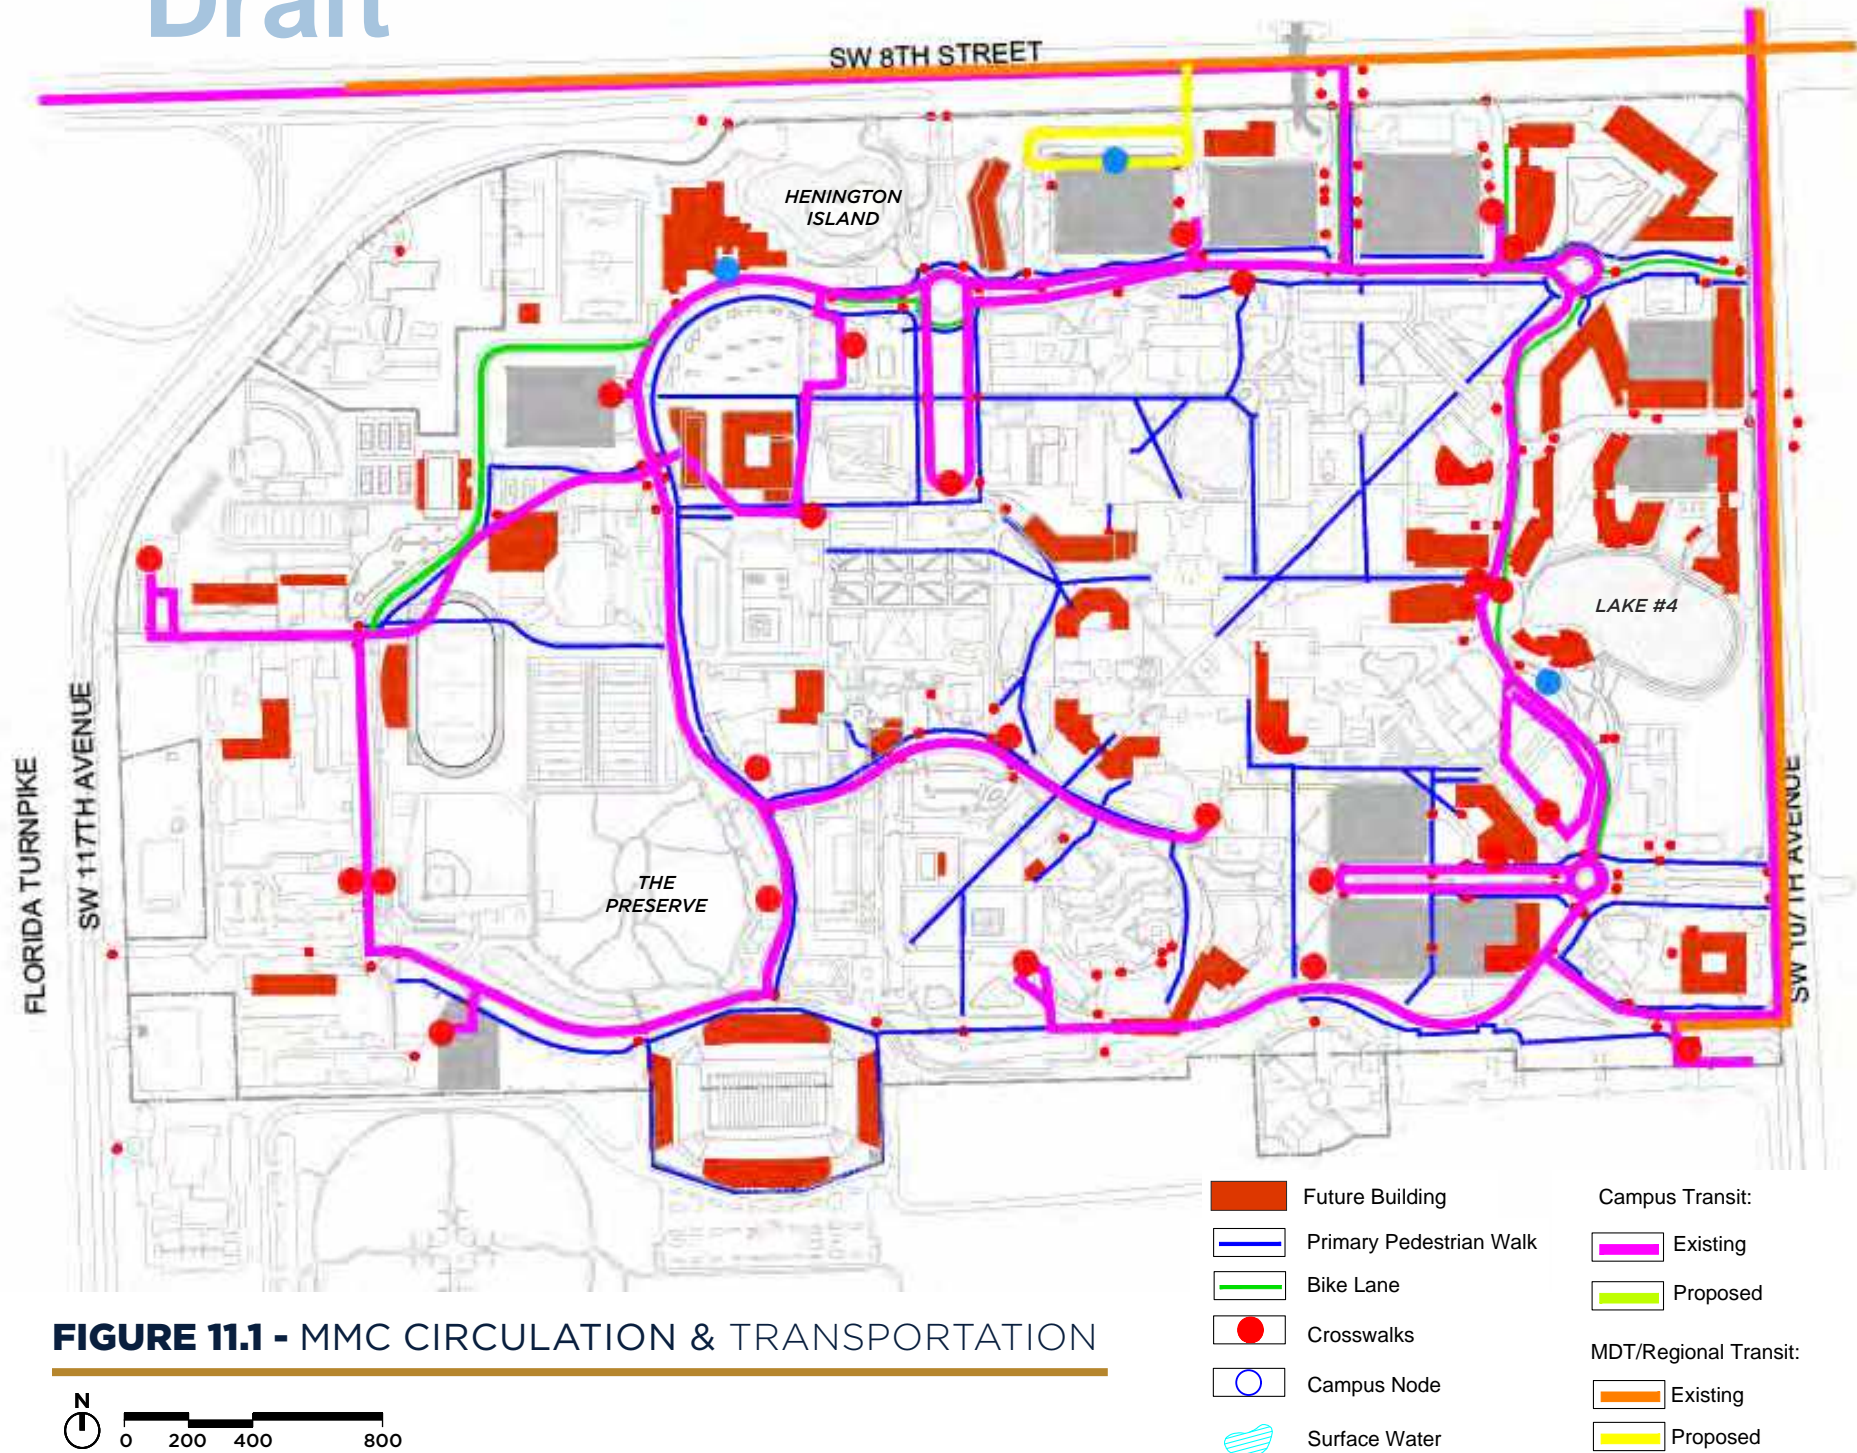 Draft
SW 8TH STREET
HENINGTON
ISLAND
LAKE #4
FLORIDA TURNPIKE
SW 117TH AVENUE
SW 107TH AVENUE
THE
PRESERVE
Future Building
Primary Pedestrian Walk
Bike Lane
Crosswalks
Campus Node
Surface Water
Campus Transit:
Existing
Proposed
MDT/Regional Transit:
Existing
Proposed
FIGURE 11.1 - MMC CIRCULATION & TRANSPORTATION
N
0 200 400 800